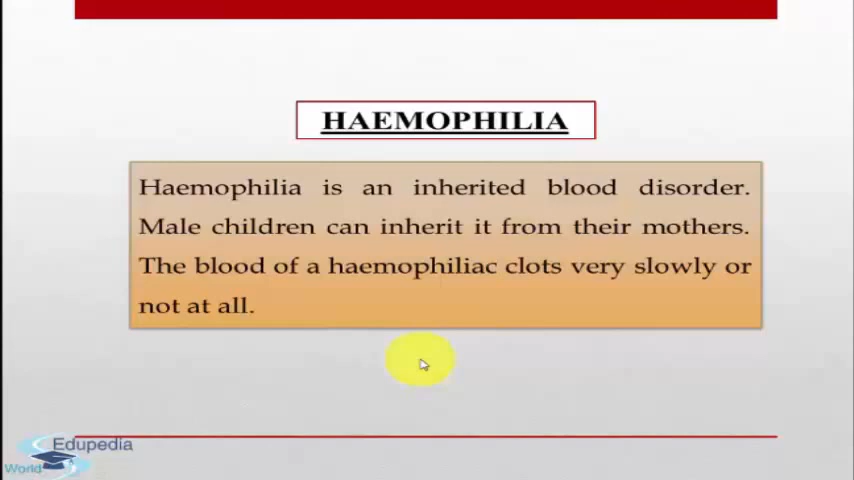 HAEMOPHILIA
Haemophilia is an inherited blood disorder.
Male children can inherit it from their mothers.
The blood of a haemophiliac clots very slowly or
not at all.
Edupedia
World